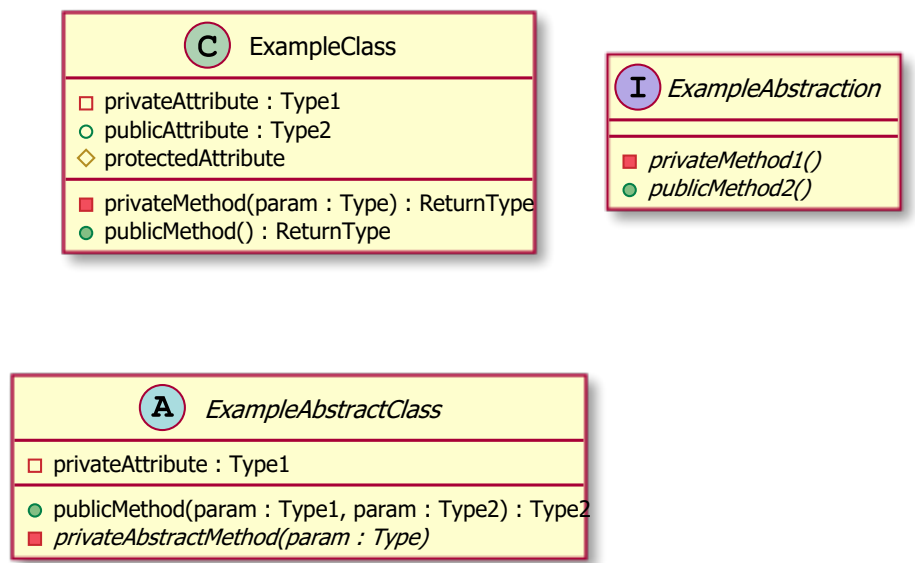 C ExampleClass
privateAttribute : Type1
publicAttribute : Type2
protectedAttribute
privateMethod(param : Type) : ReturnType
publicMethod() : ReturnType
I ExampleAbstraction
privateMethod1()
publicMethod2()
A ExampleAbstractClass
privateAttribute : Type1
publicMethod(param : Type1, param : Type2) : Type2
privateAbstractMethod(param : Type)